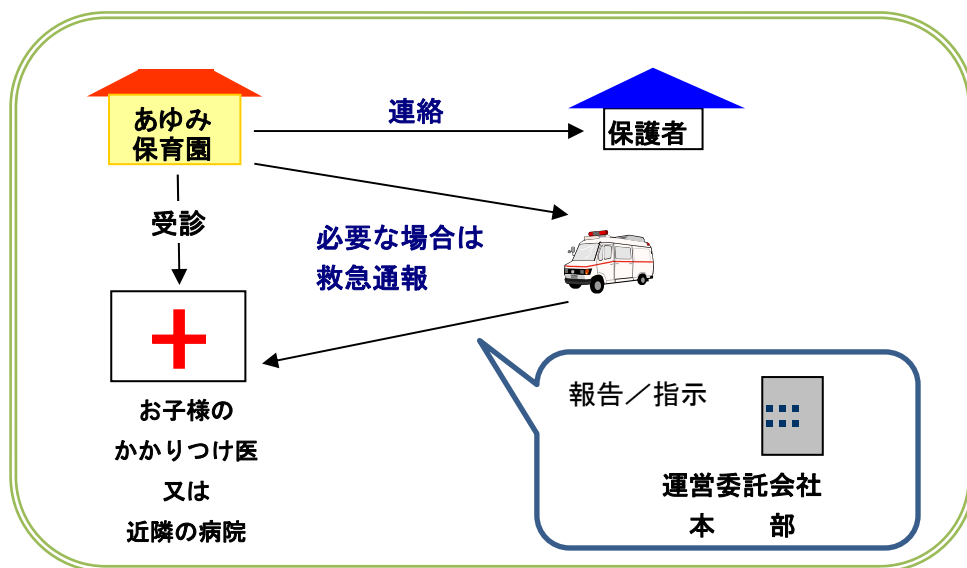 あゆみ
保育園
連絡
保護者
受診
必要な場合は
救急通報
お子様の
かかりつけ医
又は
近隣の病院
報告／指示
運営委託会社
本　　部